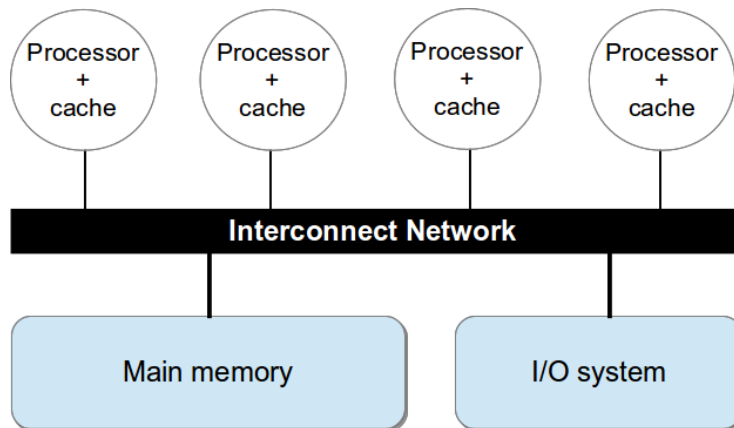 Processor
+
cache
Processor
+
cache
Processor
+
cache
Processor
+
cache
Interconnect Network
Main memory
I/O system